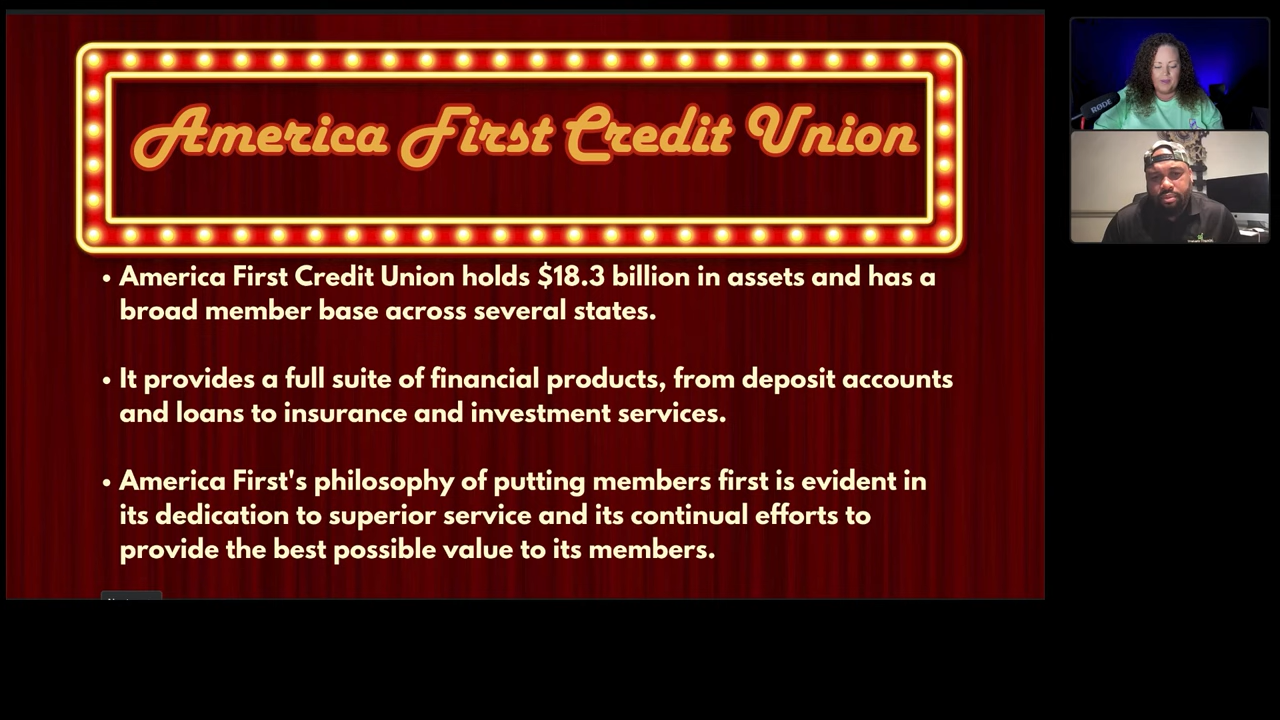 America First Credit Union
• America First Credit Union holds $18.3 billion in assets and has a
broad member base across several states.
• It provides a full suite of financial products, from deposit accounts
and loans to insurance and investment services.
• America First's philosophy of putting members first is evident in
its dedication to superior service and its continual efforts to
provide the best possible value to its members.
RODE